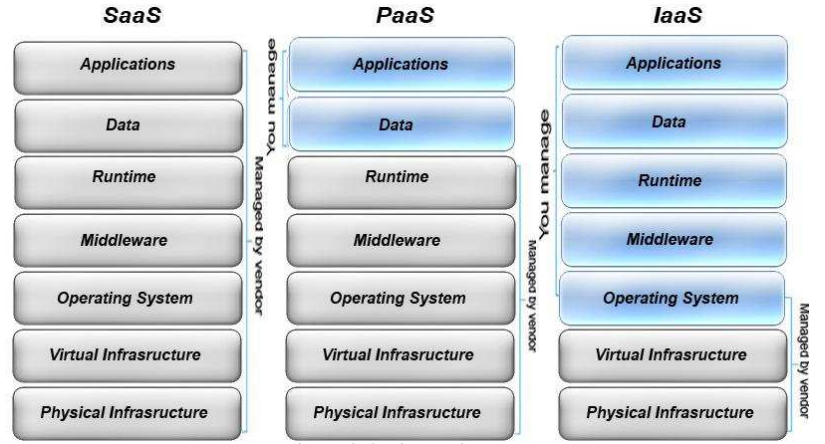 SaaS
Applications
Data
Runtime
Middleware
Operating System
Virtual Infrasructure
Physical Infrasructure
Managed by vendor
PaaS
You manage
Applications
Data
Runtime
Middleware
Operating System
Virtual Infrasructure
Physical Infrasructure
Managed by vendor
IaaS
You manage
Applications
Data
Runtime
Middleware
Operating System
Virtual Infrasructure
Physical Infrasructure
Managed by vendor